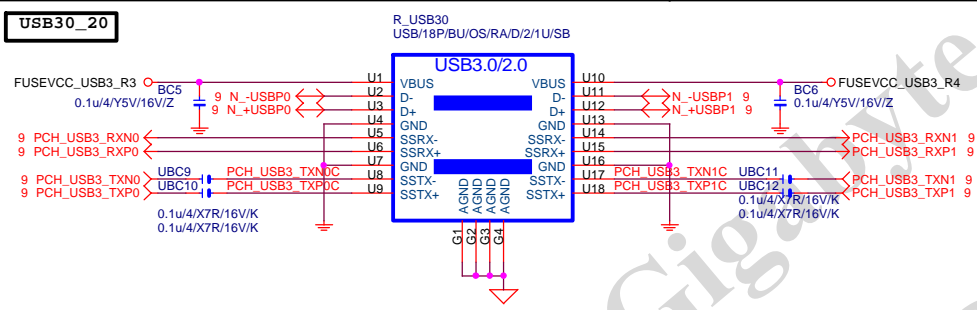 USB30_20
R_USB30
USB/18P/BU/OS/RA/D/2/1U/SB
USB3.0/2.0
FUSEVCC_USB3_R3 U1 VBUS VBUS U10 FUSEVCC_USB3_R4
BC5 BC6
0.1u/4/Y5V/16V/Z 0.1u/4/Y5V/16V/Z
9 N_-USBP0 U2 D- D- U11 N_-USBP1 9
9 N_+USBP0 U3 D+ D+ U12 N_+USBP1 9
U4 GND GND U13
9 PCH_USB3_RXN0 U5 SSRX- SSRX- U14 PCH_USB3_RXN1 9
9 PCH_USB3_RXP0 U6 SSRX+ SSRX+ U15 PCH_USB3_RXP1 9
U7 GND GND U16
9 PCH_USB3_TXN0 UBC9 PCH_USB3_TXN0C U8 SSTX- SSTX- U17 PCH_USB3_TXN1C UBC11 PCH_USB3_TXN1 9
9 PCH_USB3_TXP0 UBC10 PCH_USB3_TXP0C U9 SSTX+ SSTX+ U18 PCH_USB3_TXP1C UBC12 PCH_USB3_TXP1 9
0.1u/4/X7R/16V/K 0.1u/4/X7R/16V/K
0.1u/4/X7R/16V/K 0.1u/4/X7R/16V/K
AGND AGND AGND AGND
G1 G2 G3 G4
Gigabyte